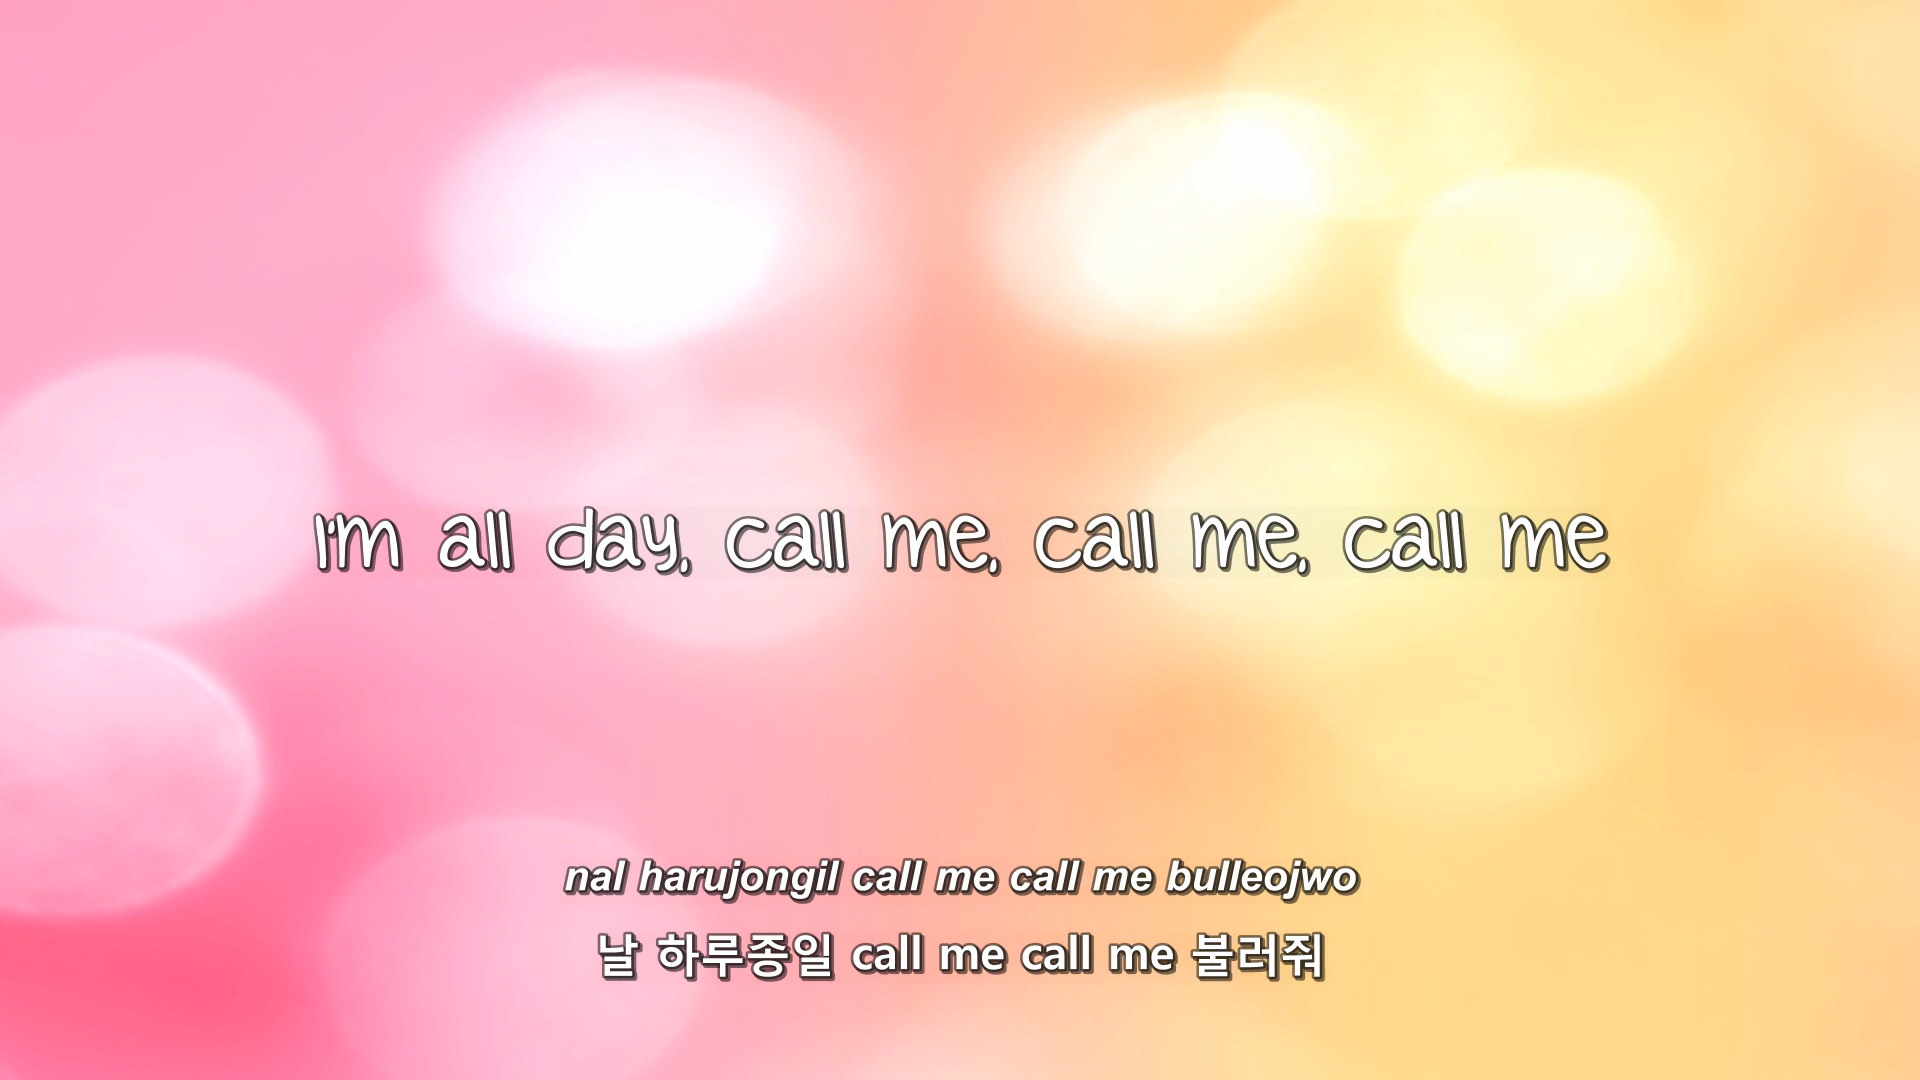 I'm all day, call me, call me, call me
nal harujongil call me call me bulleojwo
날 하루종일 call me call me 불러줘